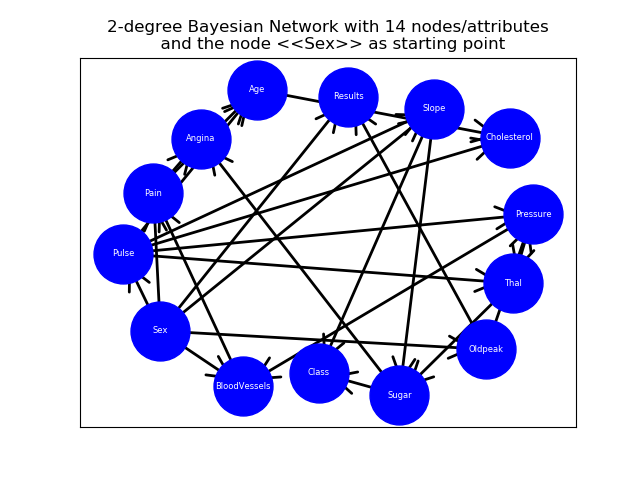 2-degree Bayesian Network with 14 nodes/attributes
and the node <<Sex>> as starting point
Age
Results
Slope
Cholesterol
Angina
Pain
Pressure
Pulse
Thal
Sex
Oldpeak
BloodVessels
Class
Sugar